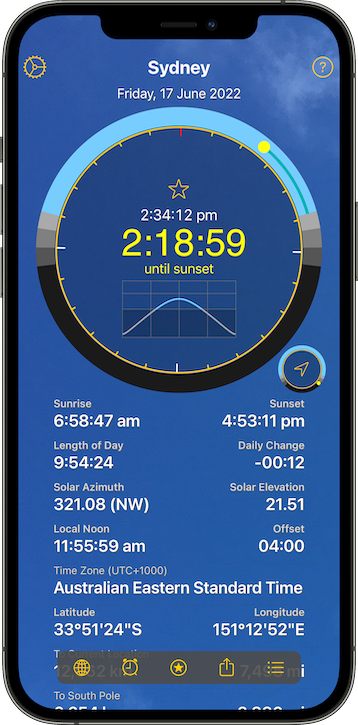 Sydney
?
Friday, 17 June 2022
2:34:12 pm
2:18:59
until sunset
Sunrise Sunset
6:58:47 am 4:53:11 pm
Length of Day Daily Change
9:54:24 -00:12
Solar Azimuth Solar Elevation
321.08 (NW) 21.51
Local Noon Offset
11:55:59 am 04:00
Time Zone (UTC+1000)
Australian Eastern Standard Time
Latitude Longitude
33°51'24"S 151°12'52"E
To Current Location
mi
To South Pole